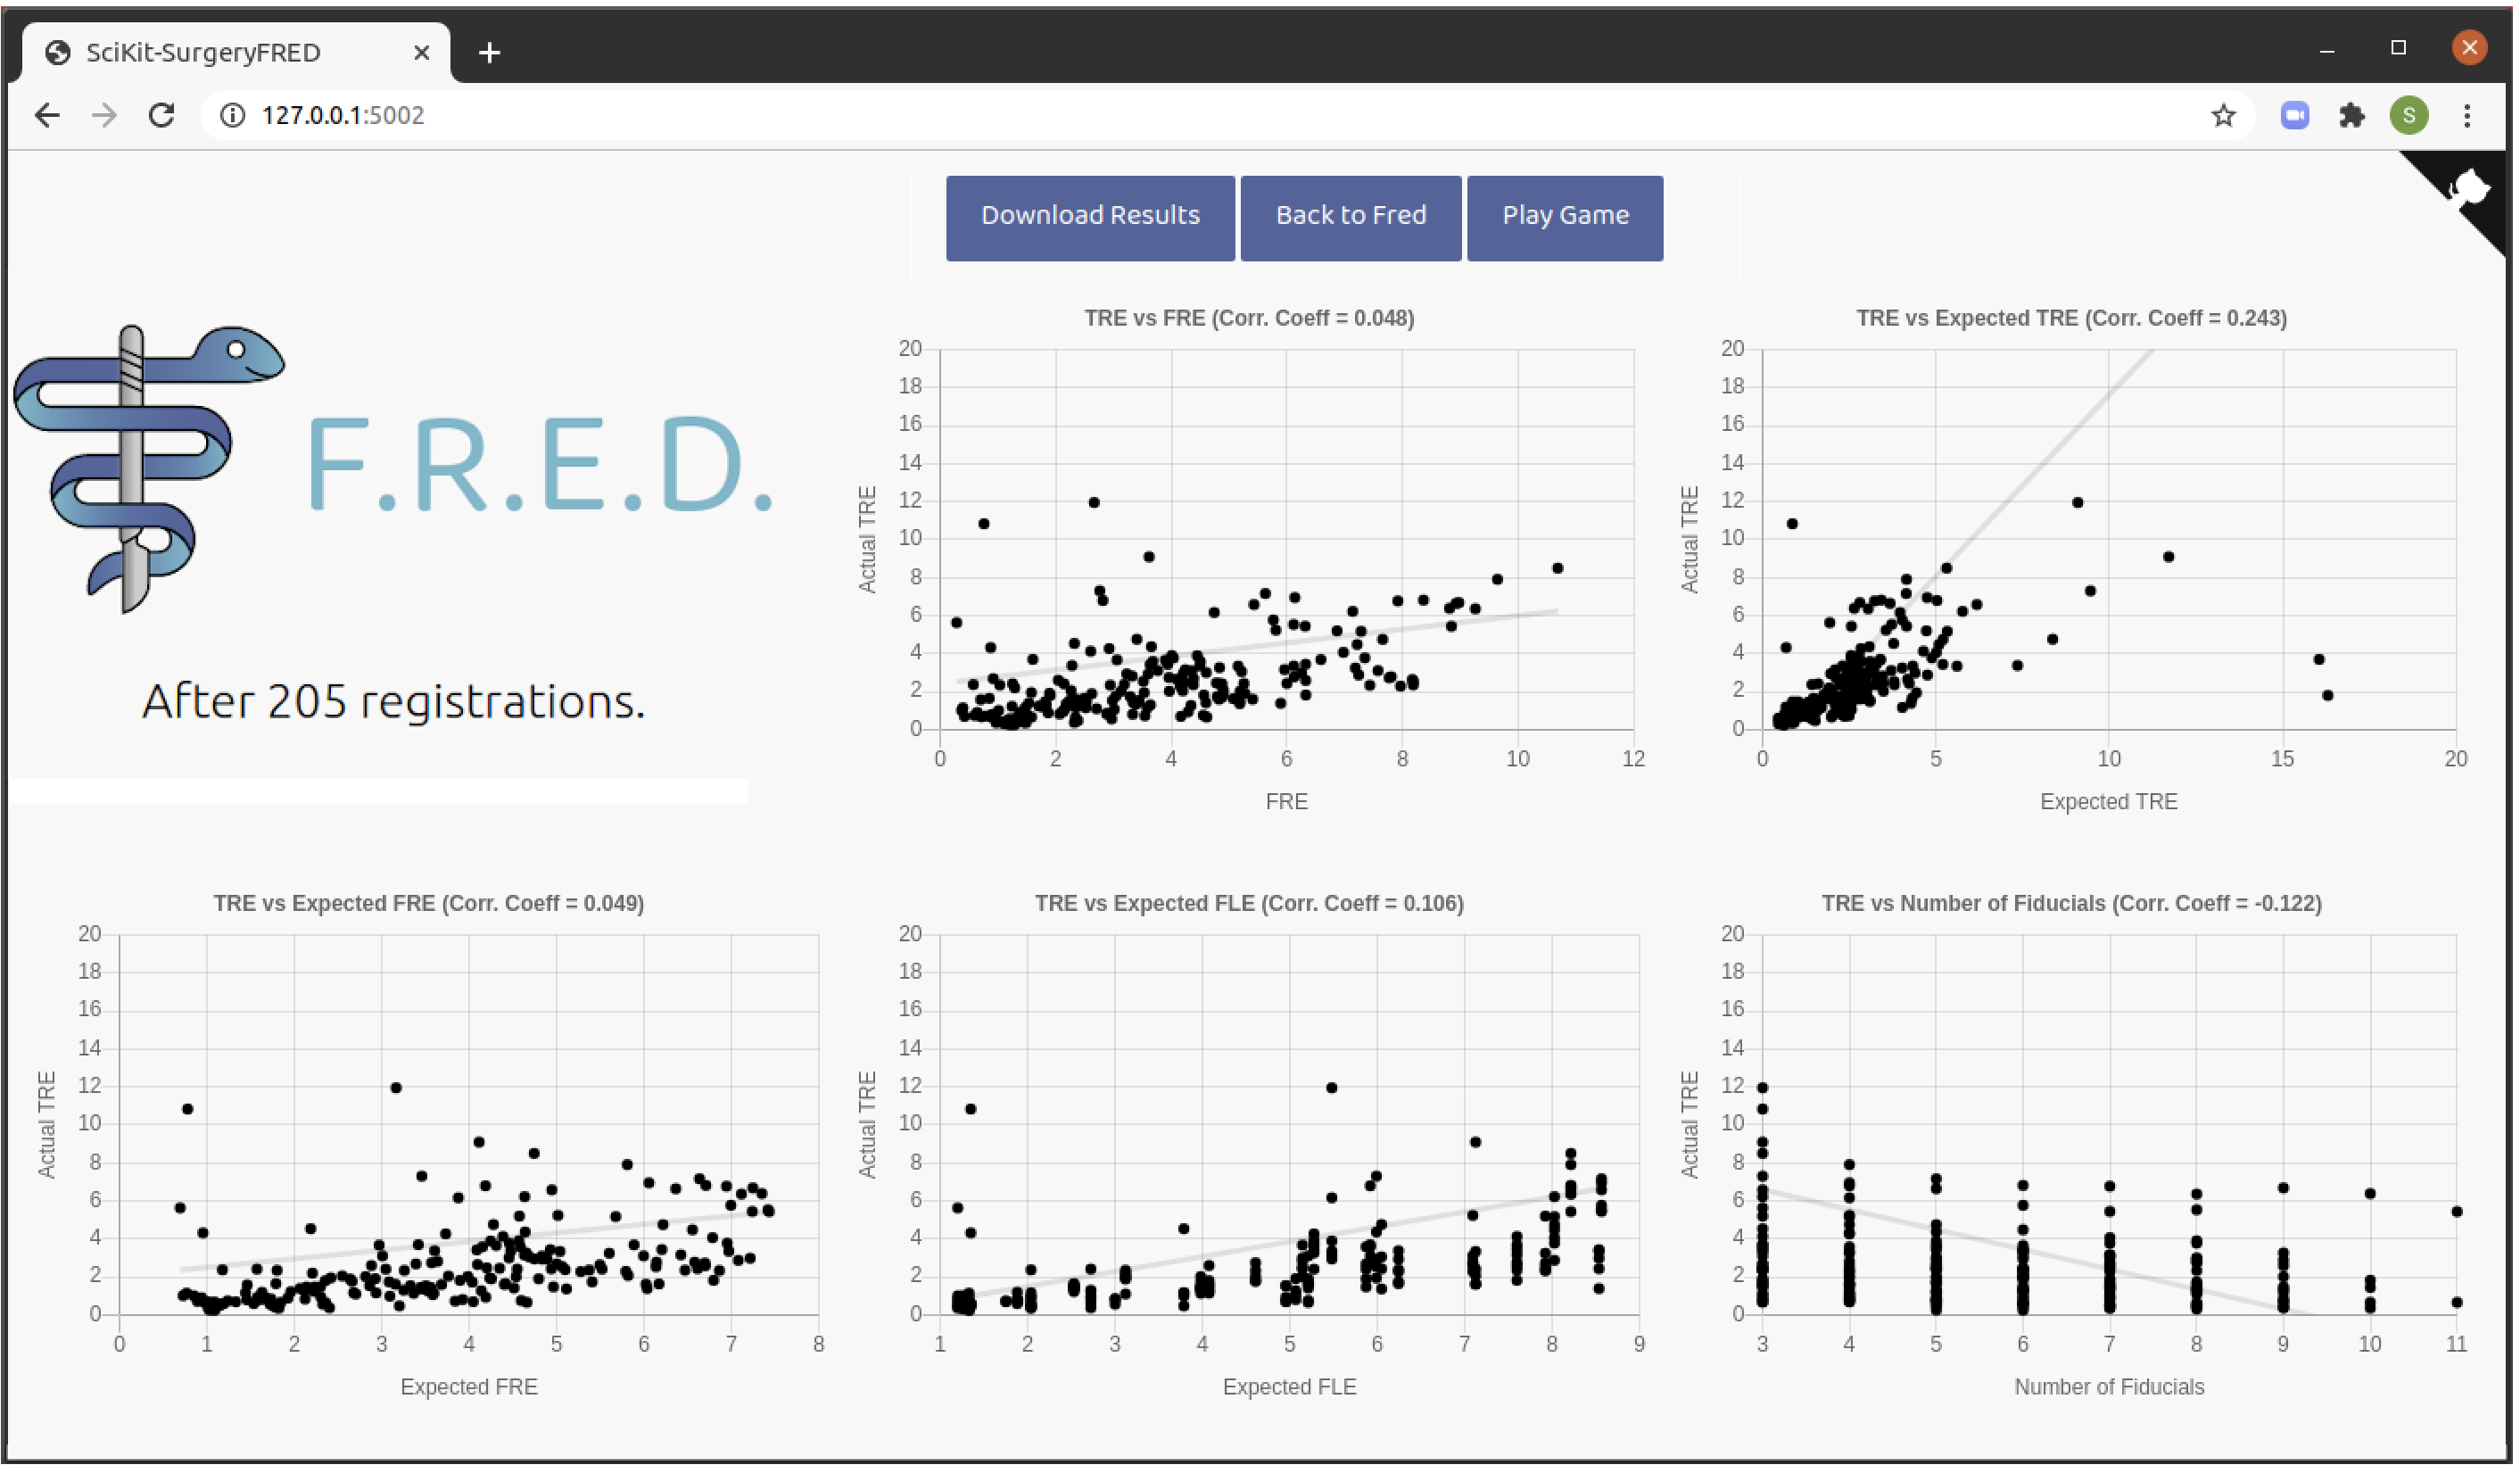 SciKit-SurgeryFRED
127.0.0.1:5002
S
Download Results
Back to Fred
Play Game
F.R.E.D.
After 205 registrations.
TRE vs FRE (Corr. Coeff = 0.048)
20
18
16
14
12
10
8
6
4
2
0
Actual TRE
0 2 4 6 8 10 12
FRE
TRE vs Expected TRE (Corr. Coeff = 0.243)
20
18
16
14
12
10
8
6
4
2
0
Actual TRE
0 5 10 15 20
Expected TRE
TRE vs Expected FRE (Corr. Coeff = 0.049)
20
18
16
14
12
10
8
6
4
2
0
Actual TRE
0 1 2 3 4 5 6 7 8
Expected FRE
TRE vs Expected FLE (Corr. Coeff = 0.106)
20
18
16
14
12
10
8
6
4
2
0
Actual TRE
1 2 3 4 5 6 7 8 9
Expected FLE
TRE vs Number of Fiducials (Corr. Coeff = -0.122)
20
18
16
14
12
10
8
6
4
2
0
Actual TRE
3 4 5 6 7 8 9 10 11
Number of Fiducials